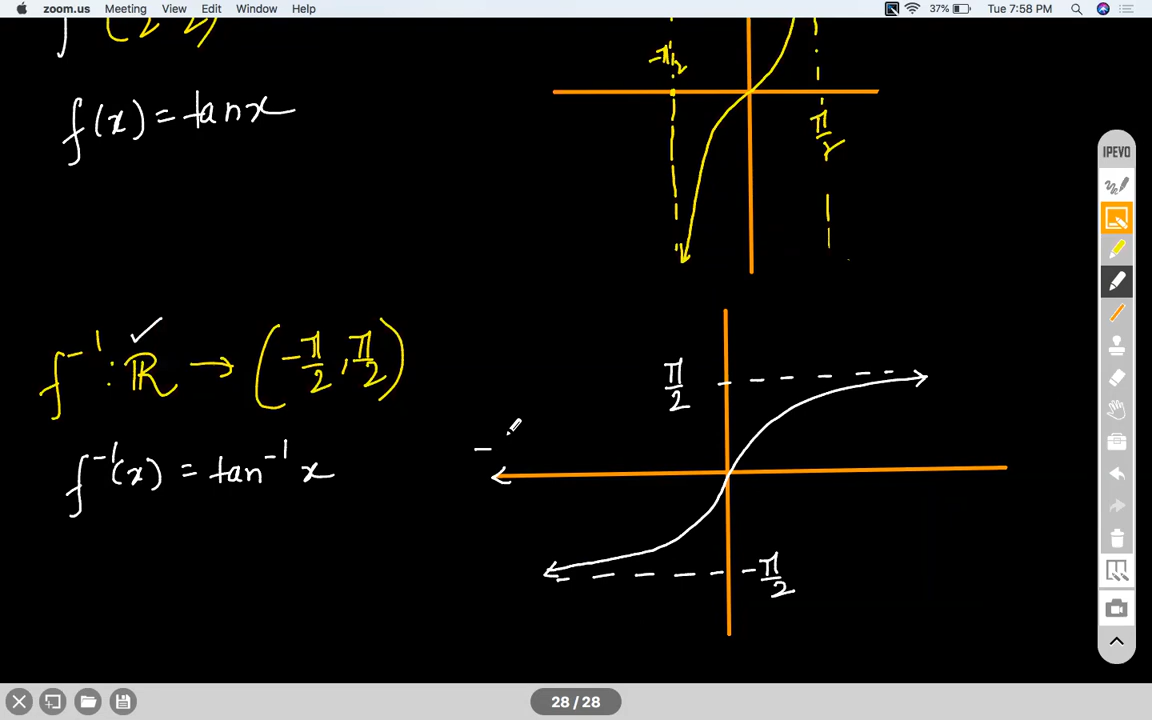 zoom.us Meeting View Edit Window Help
37% Tue 7:58 PM
f(x) = tan x
-π/2
π/2
IPEVO
f⁻¹ : ℝ → (-π/2, π/2)
f⁻¹(x) = tan⁻¹ x
π/2
-
-π/2
28 / 28